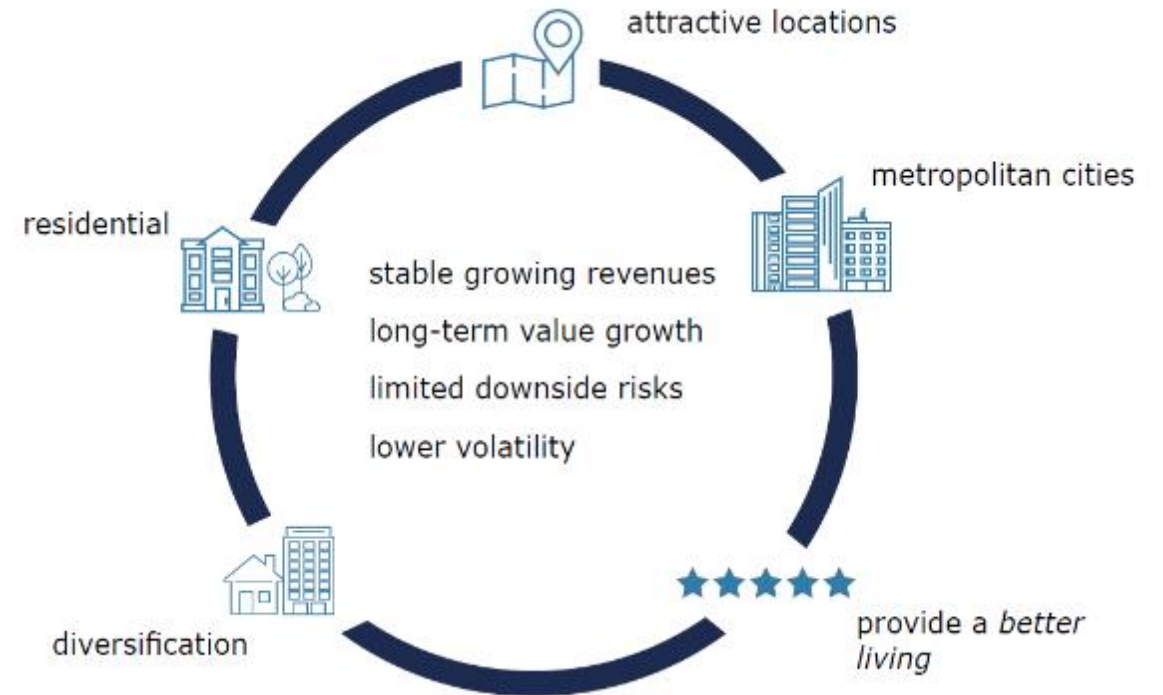 attractive locations
metropolitan cities
residential
stable growing revenues
long-term value growth
limited downside risks
lower volatility
provide a better
living
diversification